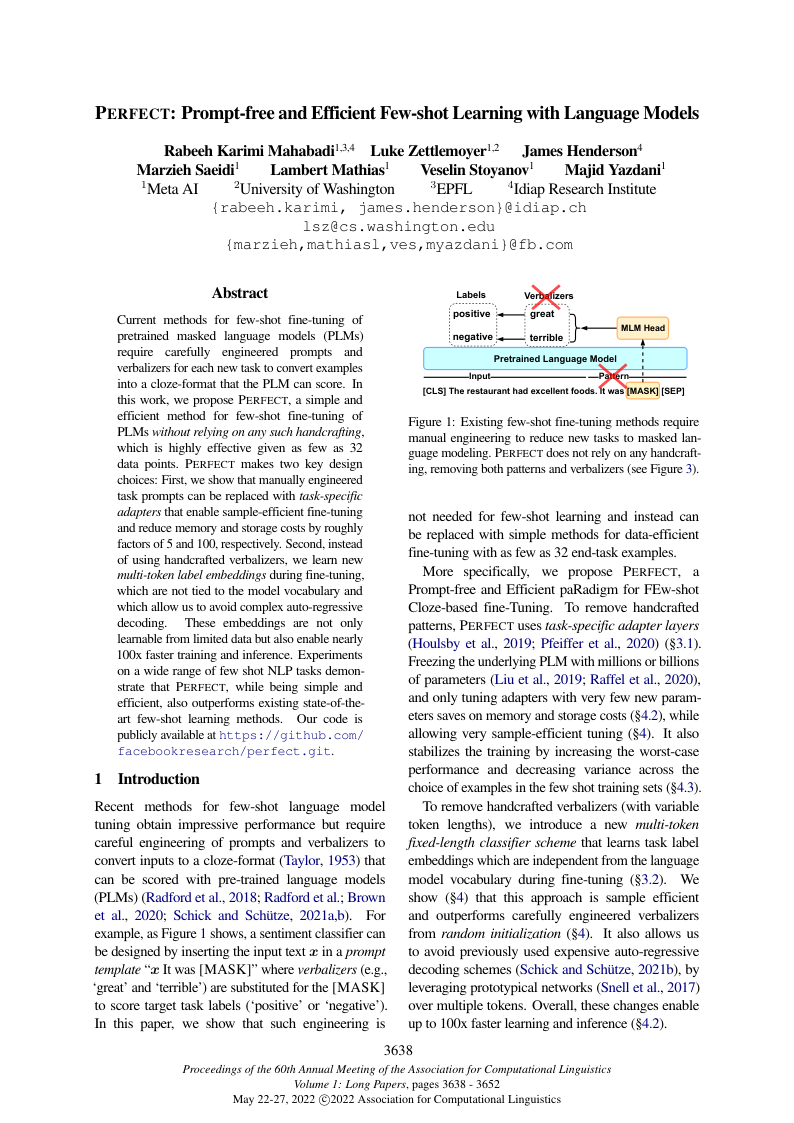 PERFECT: Prompt-free and Efficient Few-shot Learning with Language Models
Rabeeh Karimi Mahabadi1,3,4 Luke Zettlemoyer1,2 James Henderson4
Marzieh Saeidi1 Lambert Mathias1 Veselin Stoyanov1 Majid Yazdani1
1Meta AI 2University of Washington 3EPFL 4Idiap Research Institute
{rabeeh.karimi, james.henderson}@idiap.ch
lsz@cs.washington.edu
{marzieh,mathiasl,ves,myazdani}@fb.com
Abstract
Current methods for few-shot fine-tuning of
pretrained masked language models (PLMs)
require carefully engineered prompts and
verbalizers for each new task to convert examples
into a cloze-format that the PLM can score. In
this work, we propose PERFECT, a simple and
efficient method for few-shot fine-tuning of
PLMs without relying on any such handcrafting,
which is highly effective given as few as 32
data points. PERFECT makes two key design
choices: First, we show that manually engineered
task prompts can be replaced with task-specific
adapters that enable sample-efficient fine-tuning
and reduce memory and storage costs by roughly
factors of 5 and 100, respectively. Second, instead
of using handcrafted verbalizers, we learn new
multi-token label embeddings during fine-tuning,
which are not tied to the model vocabulary and
which allow us to avoid complex auto-regressive
decoding. These embeddings are not only
learnable from limited data but also enable nearly
100x faster training and inference. Experiments
on a wide range of few shot NLP tasks demon-
strate that PERFECT, while being simple and
efficient, also outperforms existing state-of-the-
art few-shot learning methods. Our code is
publicly available at https://github.com/
facebookresearch/perfect.git.
1 Introduction
Recent methods for few-shot language model
tuning obtain impressive performance but require
careful engineering of prompts and verbalizers to
convert inputs to a cloze-format (Taylor, 1953) that
can be scored with pre-trained language models
(PLMs) (Radford et al., 2018; Radford et al.; Brown
et al., 2020; Schick and Schütze, 2021a,b). For
example, as Figure 1 shows, a sentiment classifier can
be designed by inserting the input text x in a prompt
template “x It was [MASK]” where verbalizers (e.g.,
‘great’ and ‘terrible’) are substituted for the [MASK]
to score target task labels (‘positive’ or ‘negative’).
In this paper, we show that such engineering is
Labels Verbalizers
positive great
MLM Head
negative terrible
Pretrained Language Model
Input Pattern
[CLS] The restaurant had excellent foods. It was [MASK] [SEP]
Figure 1: Existing few-shot fine-tuning methods require
manual engineering to reduce new tasks to masked lan-
guage modeling. PERFECT does not rely on any handcraft-
ing, removing both patterns and verbalizers (see Figure 3).
not needed for few-shot learning and instead can
be replaced with simple methods for data-efficient
fine-tuning with as few as 32 end-task examples.
More specifically, we propose PERFECT, a
Prompt-free and Efficient paRadigm for FEw-shot
Cloze-based fine-Tuning. To remove handcrafted
patterns, PERFECT uses task-specific adapter layers
(Houlsby et al., 2019; Pfeiffer et al., 2020) (§3.1).
Freezing the underlying PLM with millions or billions
of parameters (Liu et al., 2019; Raffel et al., 2020),
and only tuning adapters with very few new param-
eters saves on memory and storage costs (§4.2), while
allowing very sample-efficient tuning (§4). It also
stabilizes the training by increasing the worst-case
performance and decreasing variance across the
choice of examples in the few shot training sets (§4.3).
To remove handcrafted verbalizers (with variable
token lengths), we introduce a new multi-token
fixed-length classifier scheme that learns task label
embeddings which are independent from the language
model vocabulary during fine-tuning (§3.2). We
show (§4) that this approach is sample efficient
and outperforms carefully engineered verbalizers
from random initialization (§4). It also allows us
to avoid previously used expensive auto-regressive
decoding schemes (Schick and Schütze, 2021b), by
leveraging prototypical networks (Snell et al., 2017)
over multiple tokens. Overall, these changes enable
up to 100x faster learning and inference (§4.2).
3638
Proceedings of the 60th Annual Meeting of the Association for Computational Linguistics
Volume 1: Long Papers, pages 3638 - 3652
May 22-27, 2022 ©2022 Association for Computational Linguistics